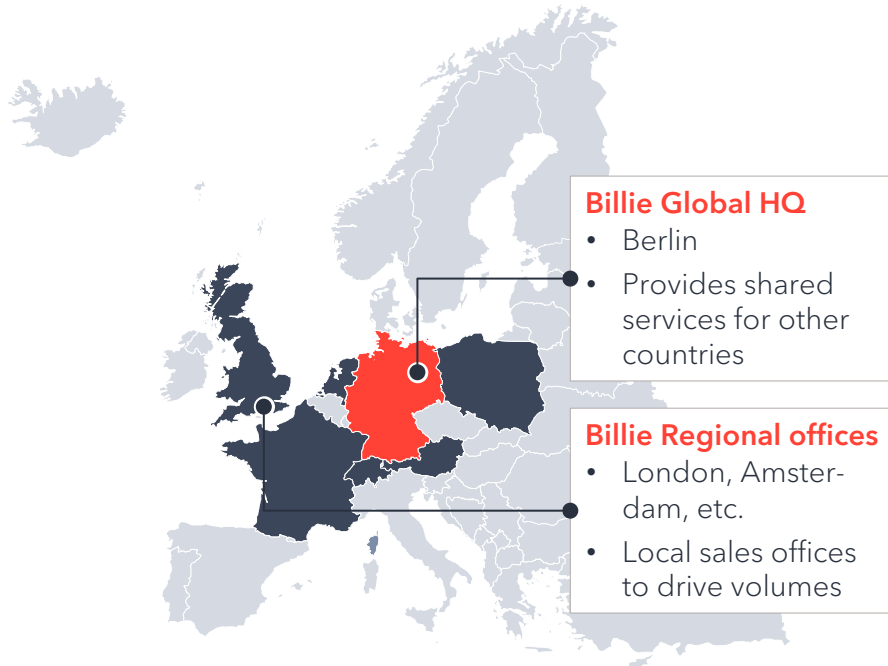 Billie Global HQ
• Berlin
• Provides shared
services for other
countries
Billie Regional offices
• London, Amster-
dam, etc.
• Local sales offices
to drive volumes